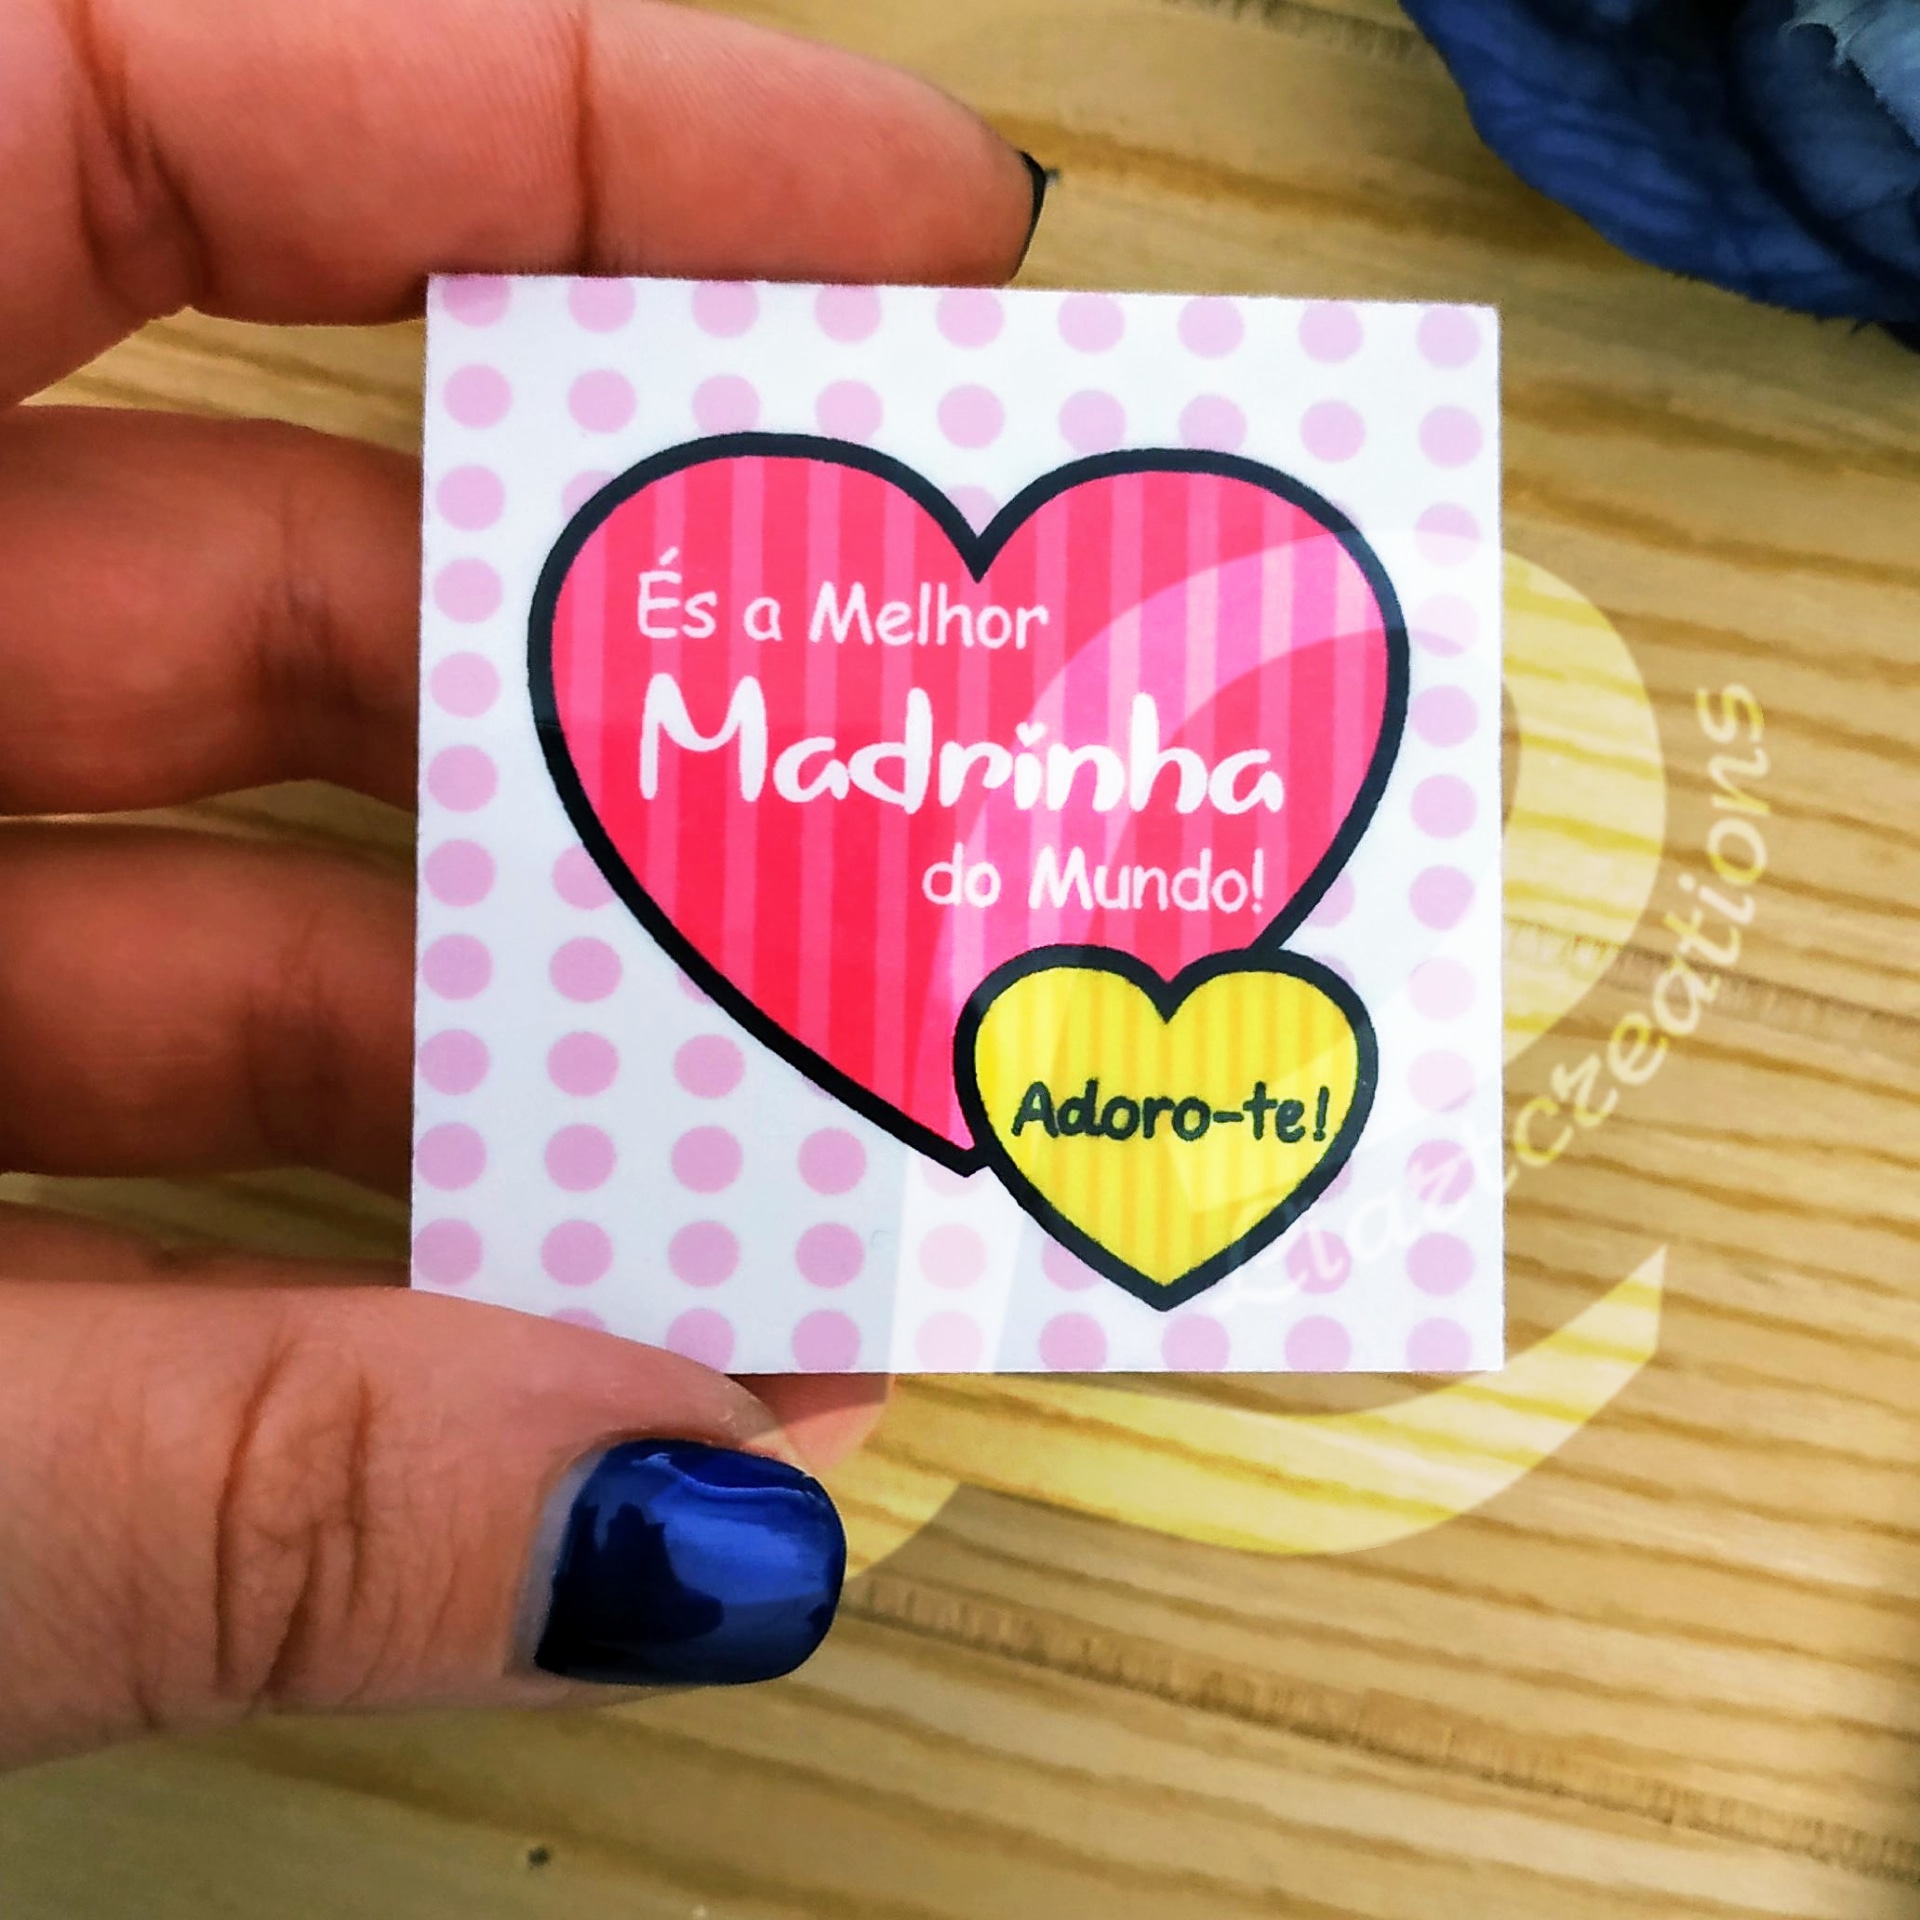 És a Melhor
Madrinha
do Mundo!
Adoro-te!